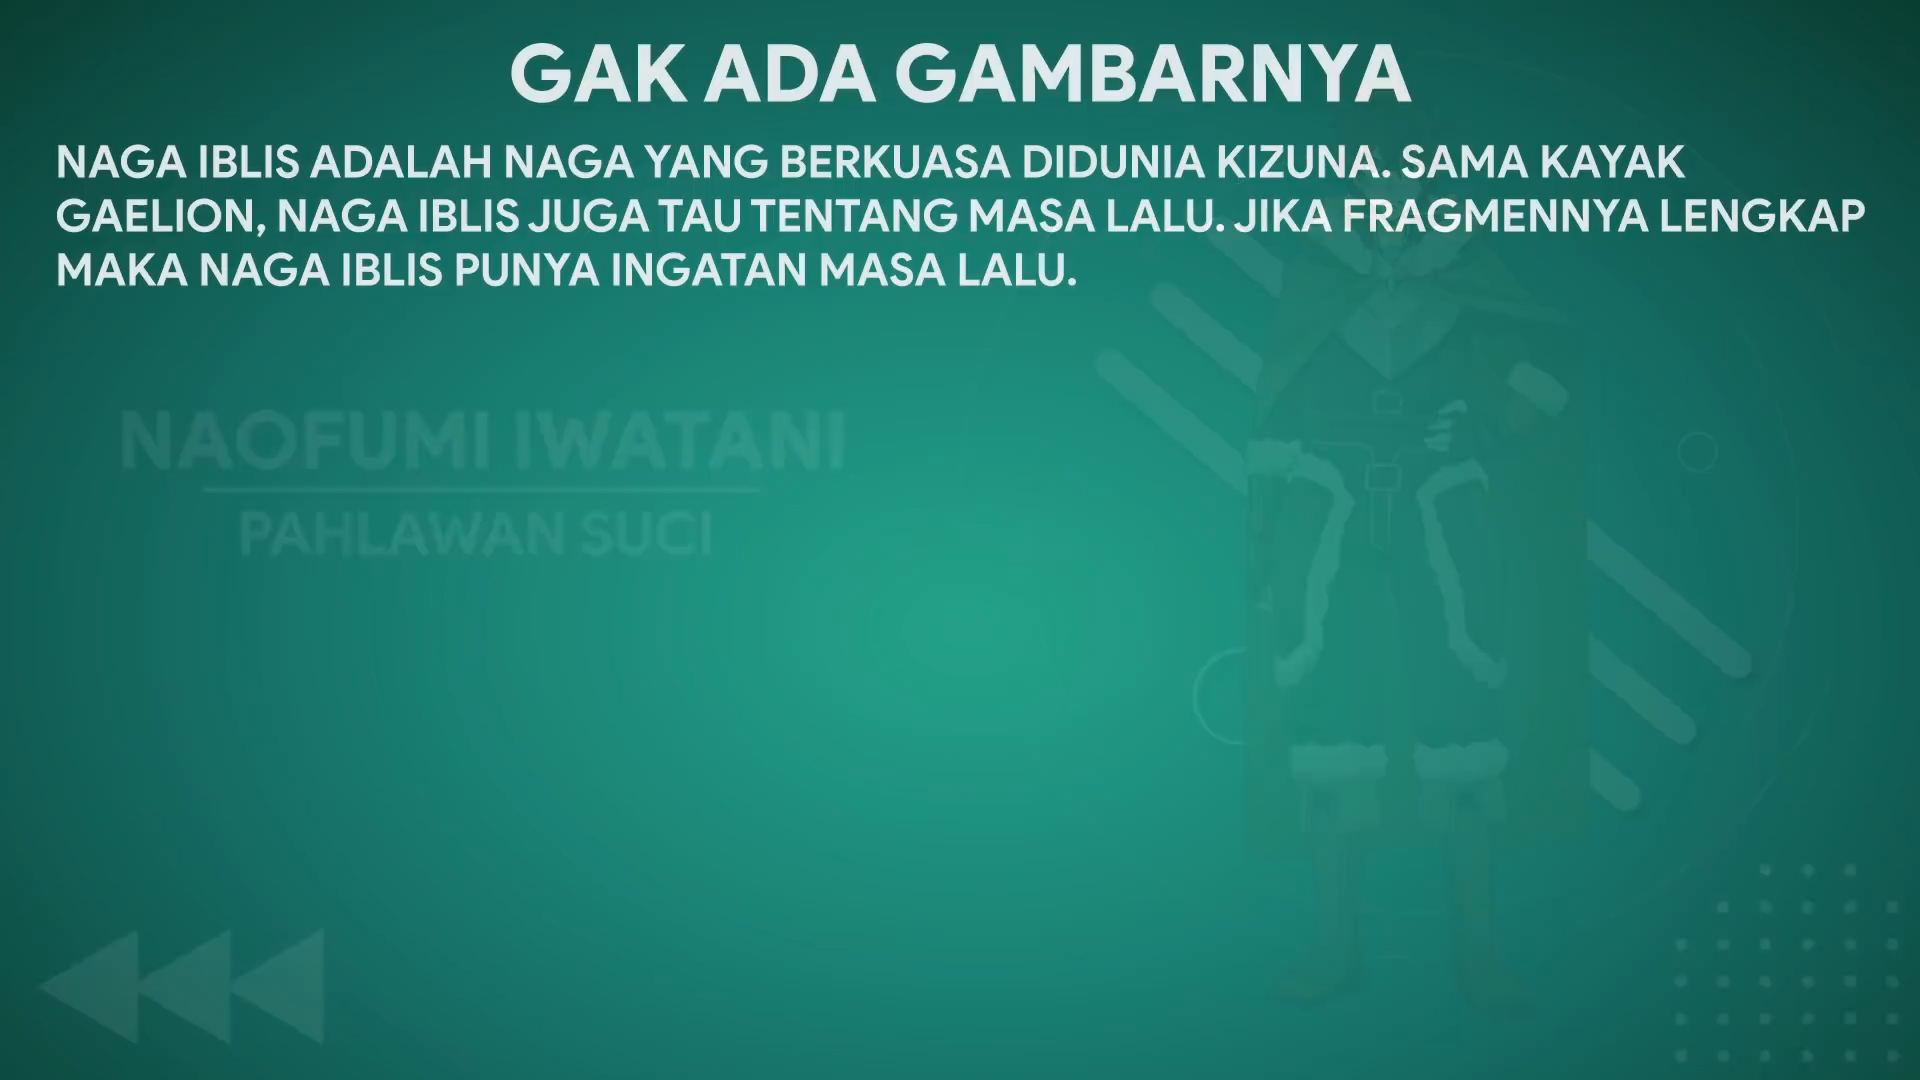 GAK ADA GAMBARNYA
NAGA IBLIS ADALAH NAGA YANG BERKUASA DIDUNIA KIZUNA. SAMA KAYAK
GAELION, NAGA IBLIS JUGA TAU TENTANG MASA LALU. JIKA FRAGMENNYA LENGKAP
MAKA NAGA IBLIS PUNYA INGATAN MASA LALU.
NAOFUMI IWATANI
PAHLAWAN SUCI